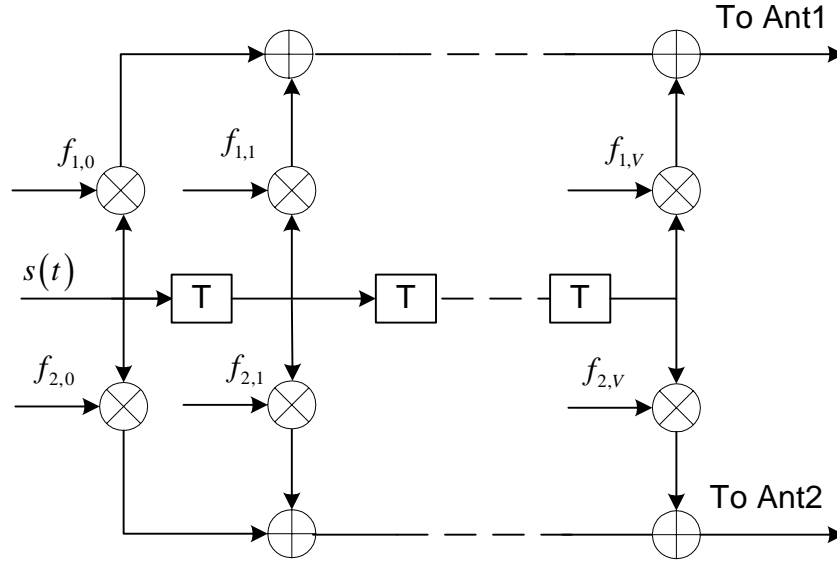 To Ant1
f1,0
f1,1
f1,V
s(t)
T
T
T
f2,0
f2,1
f2,V
To Ant2